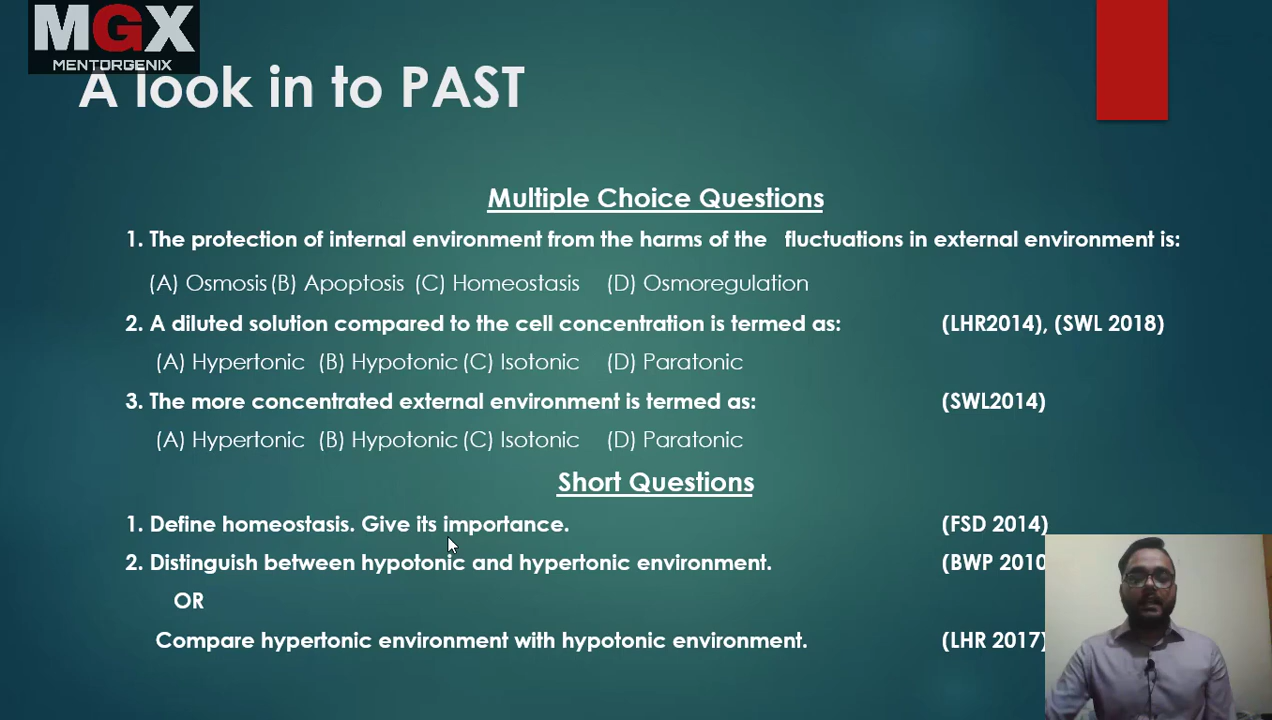 MGX
MENTORGENIX
A look in to PAST
Multiple Choice Questions
1. The protection of internal environment from the harms of the fluctuations in external environment is:
(A) Osmosis (B) Apoptosis (C) Homeostasis (D) Osmoregulation
2. A diluted solution compared to the cell concentration is termed as: (LHR2014), (SWL 2018)
(A) Hypertonic (B) Hypotonic (C) Isotonic (D) Paratonic
3. The more concentrated external environment is termed as: (SWL2014)
(A) Hypertonic (B) Hypotonic (C) Isotonic (D) Paratonic
Short Questions
1. Define homeostasis. Give its importance. (FSD 2014)
2. Distinguish between hypotonic and hypertonic environment. (BWP 2010
OR
Compare hypertonic environment with hypotonic environment. (LHR 2017)